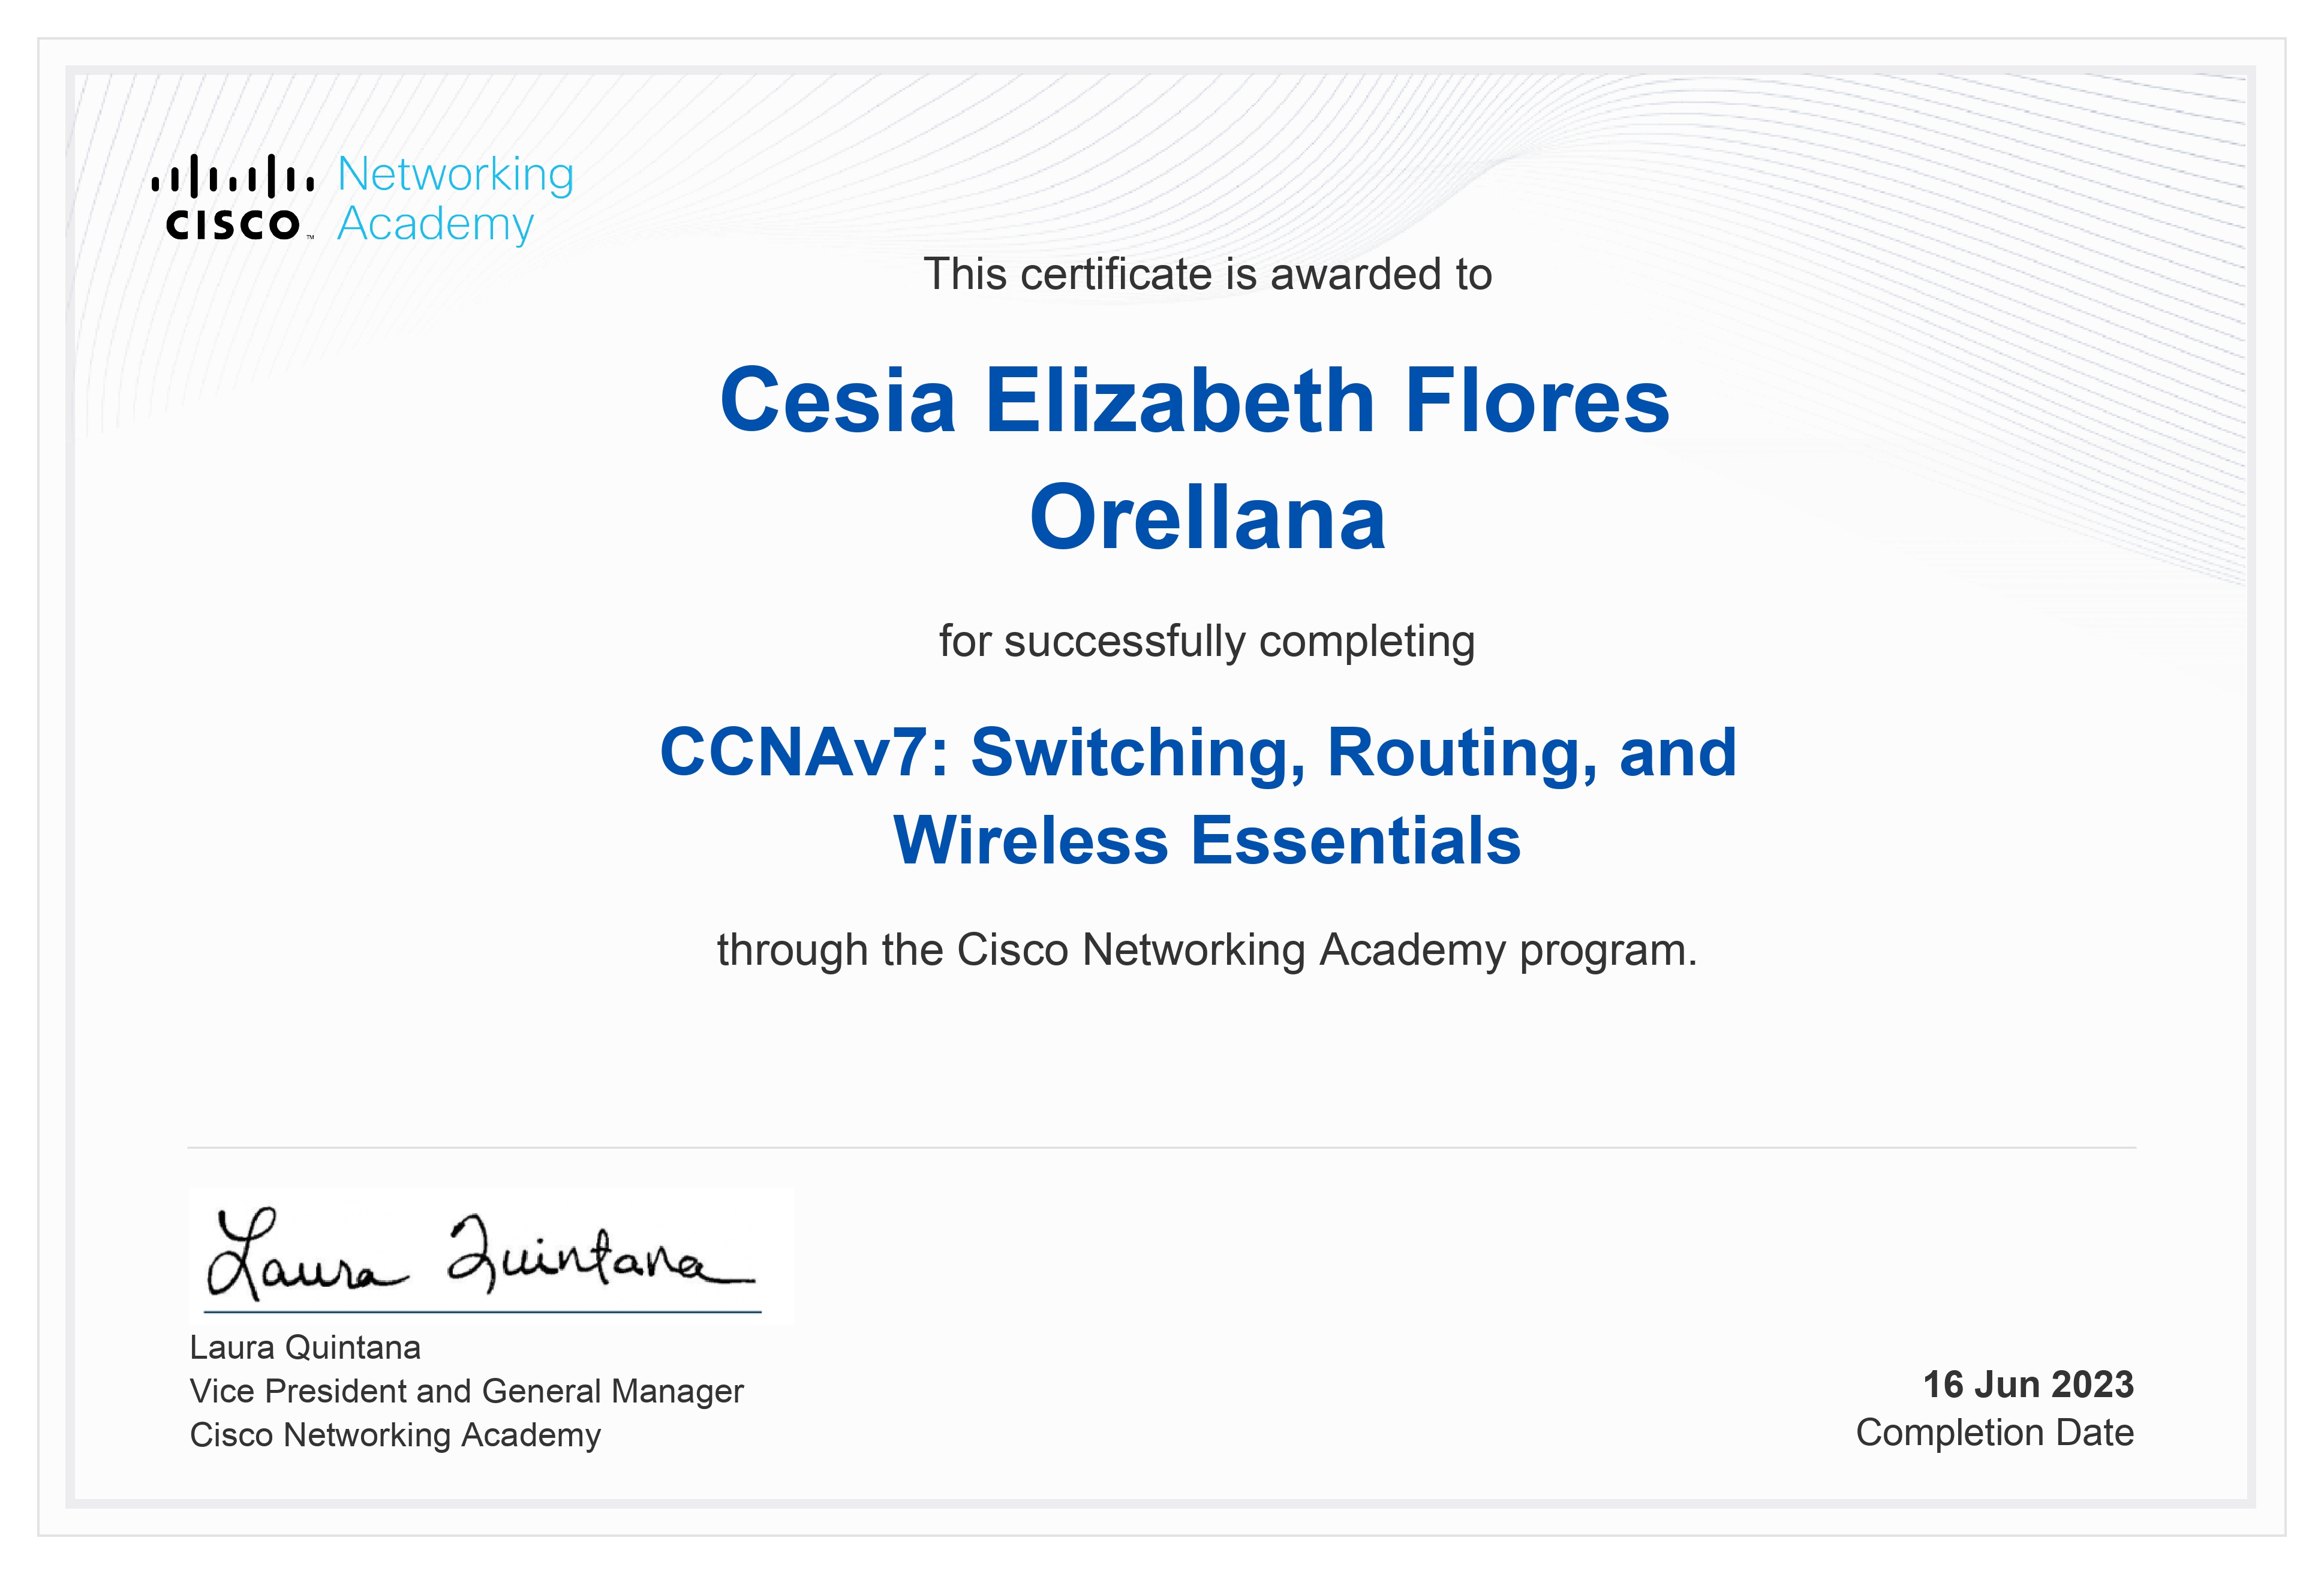 CISCO™ Networking
Academy
This certificate is awarded to
Cesia Elizabeth Flores
Orellana
for successfully completing
CCNAv7: Switching, Routing, and
Wireless Essentials
through the Cisco Networking Academy program.
Laura Quintana
Laura Quintana
Vice President and General Manager
Cisco Networking Academy
16 Jun 2023
Completion Date